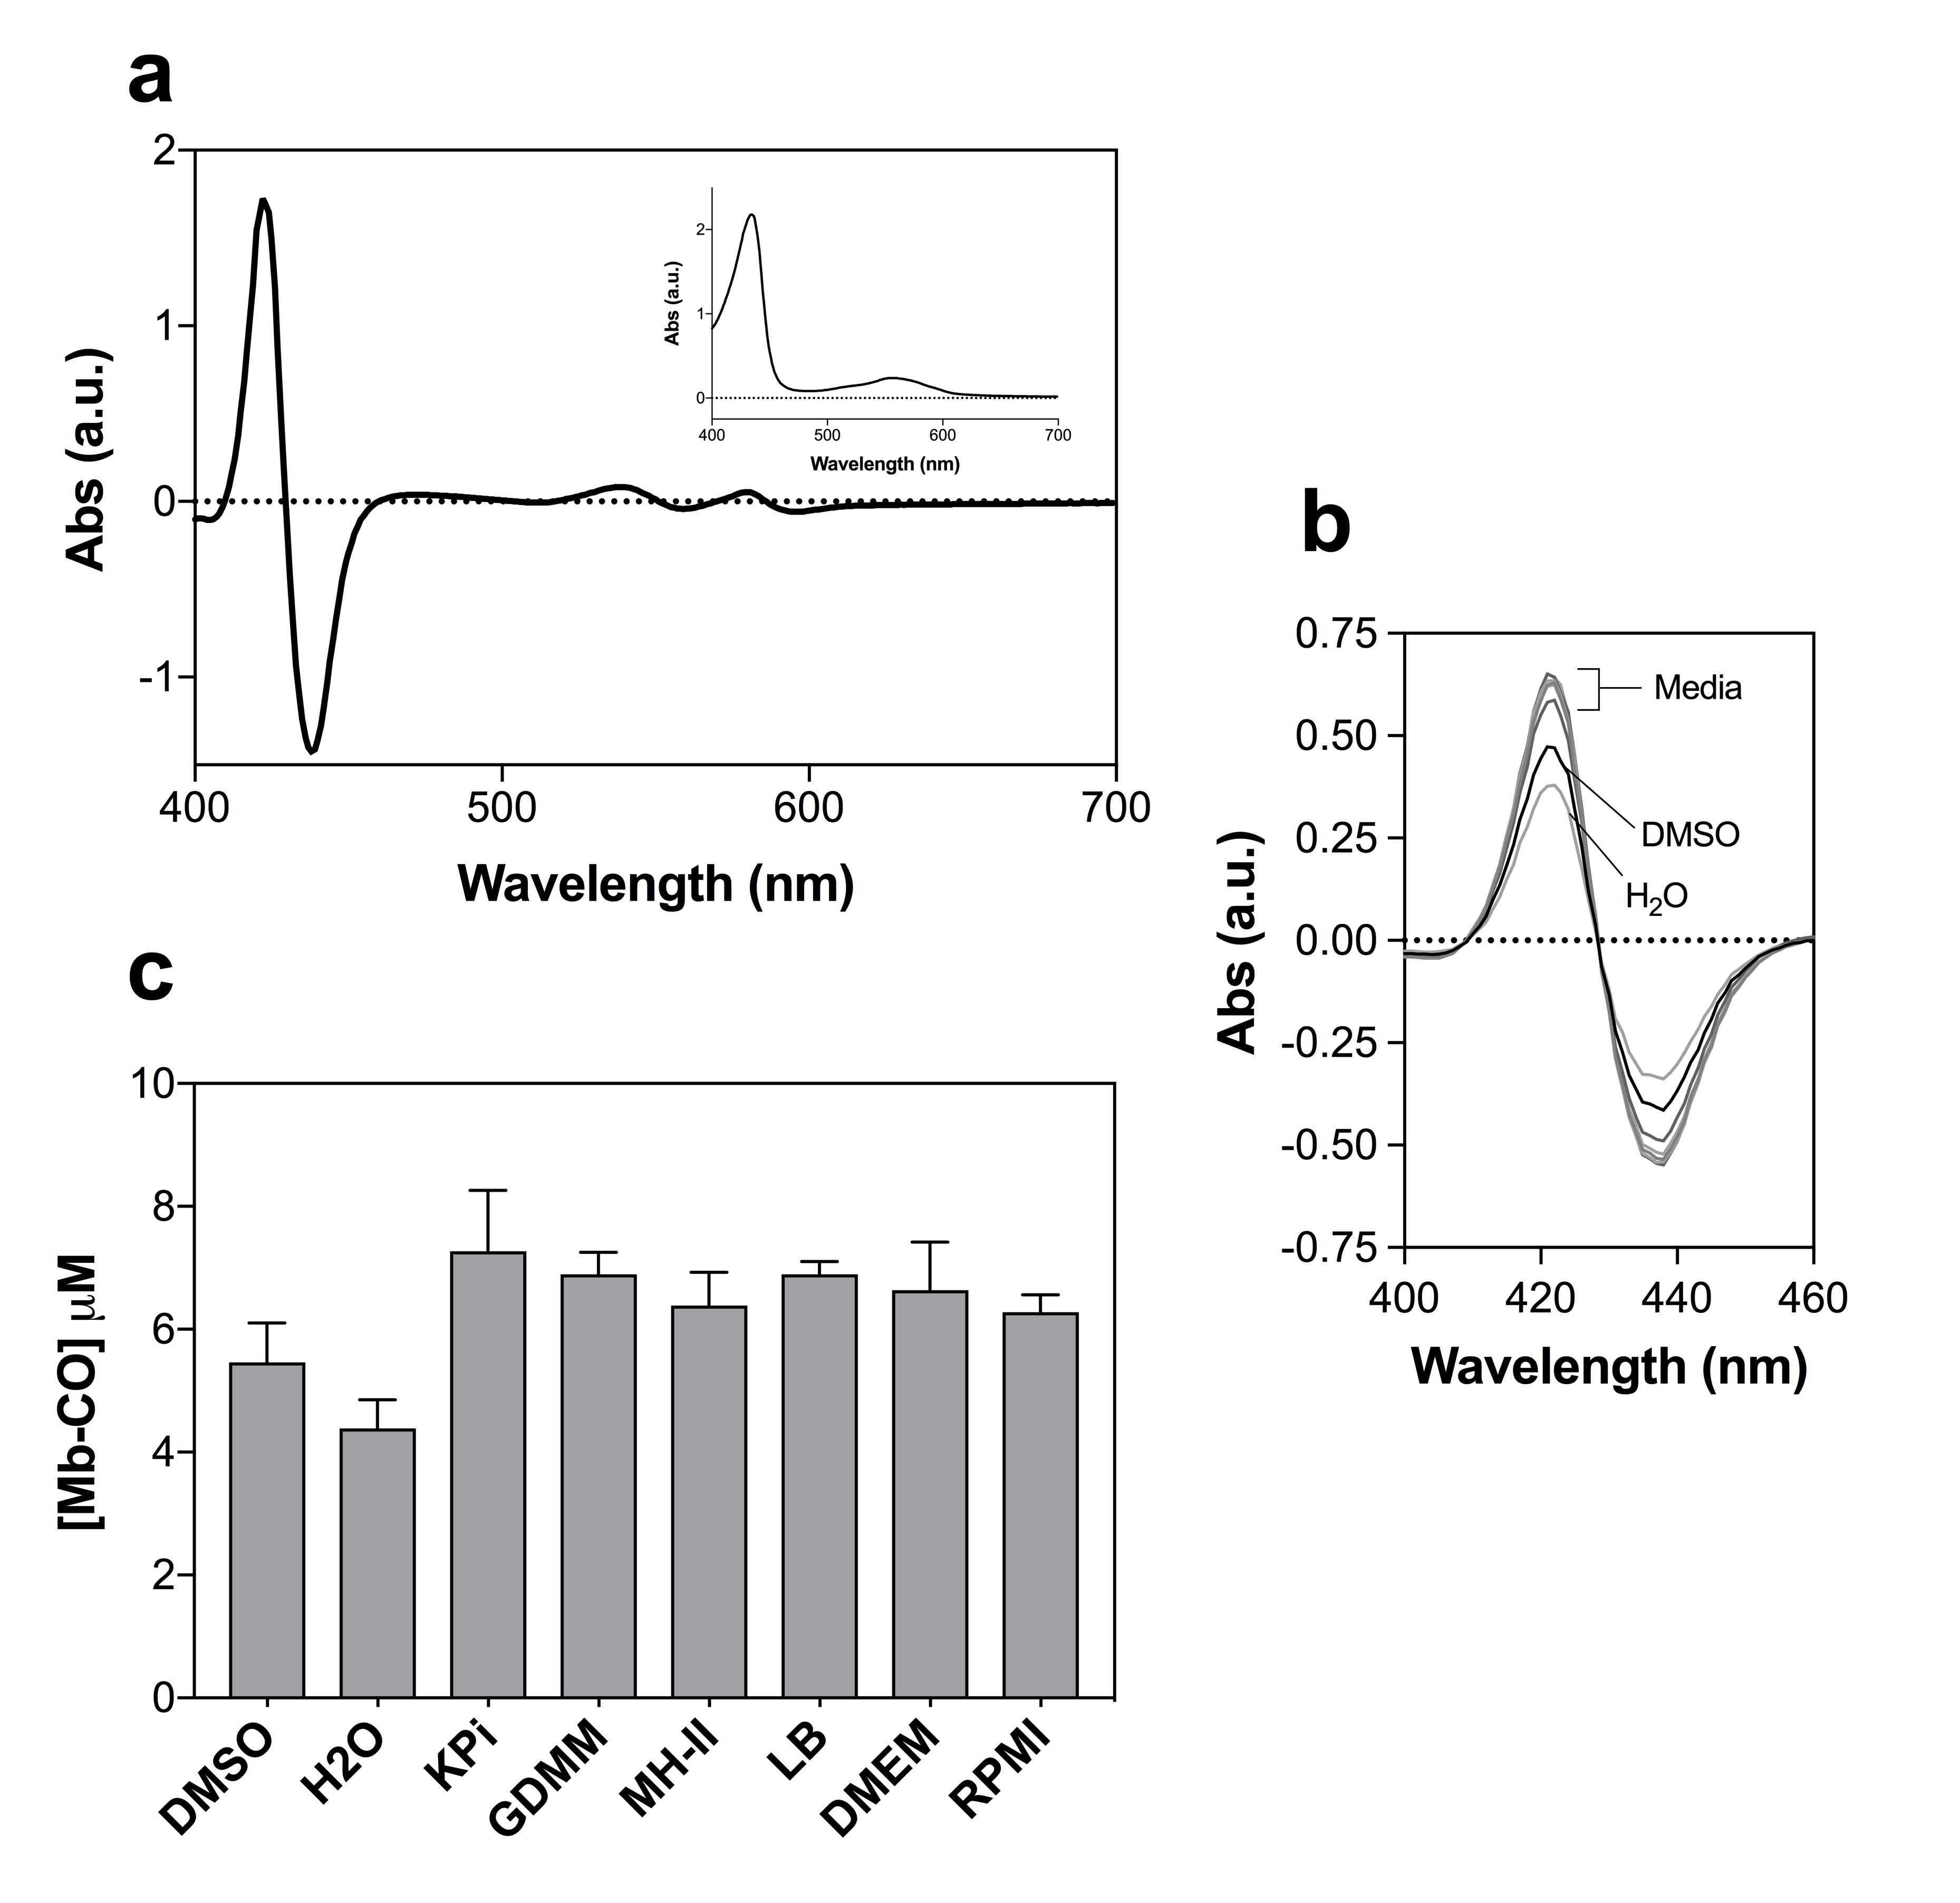 a
Abs (a.u.)
2
1
0
-1
400
500
600
700
Wavelength (nm)
Abs (a.u.)
2
1
0
400
500
600
700
Wavelength (nm)
b
Abs (a.u.)
0.75
0.50
0.25
0.00
-0.25
-0.50
-0.75
Media
DMSO
H2O
400
420
440
460
Wavelength (nm)
c
[Mb-CO] μM
10
8
6
4
2
0
DMSO
H2O
KPi
GDMM
MH-II
LB
DMEM
RPMI